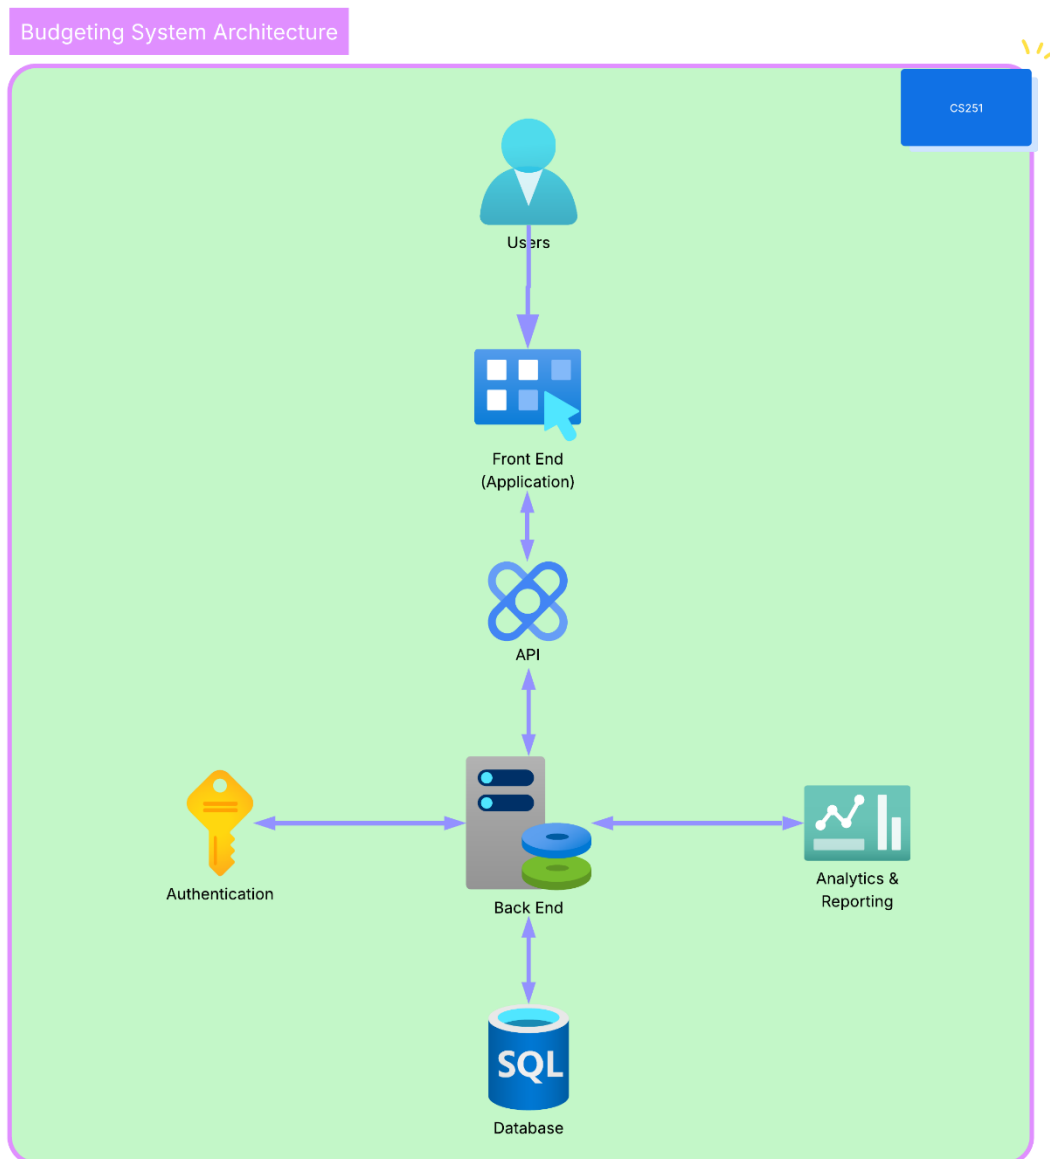 Budgeting System Architecture
CS251
Users
Front End
(Application)
API
Authentication
Back End
Analytics &
Reporting
SQL
Database